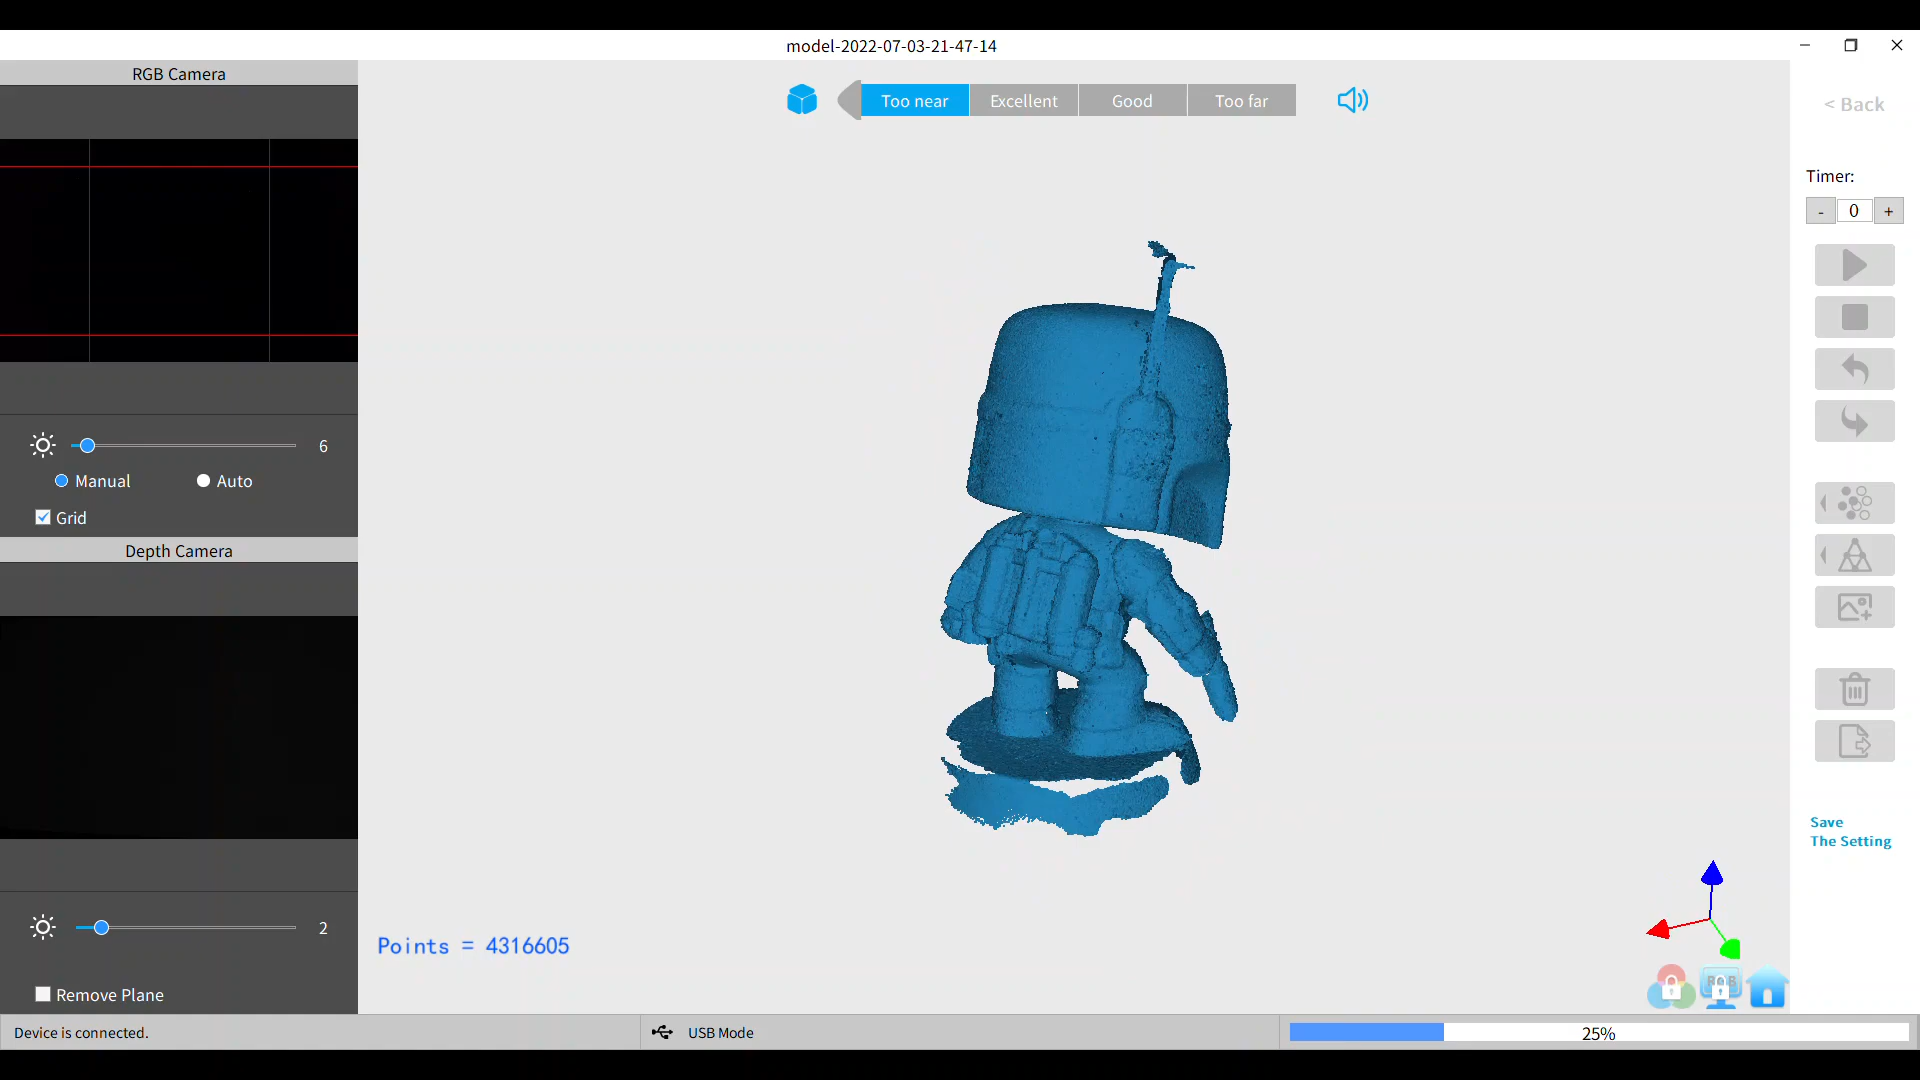 model-2022-07-03-21-47-14
RGB Camera
Too near
Excellent
Good
Too far
< Back
Timer:
- 0 +
6
Manual
Auto
Grid
Depth Camera
Save
The Setting
2
Points = 4316605
Remove Plane
RGB
Device is connected.
USB Mode
25%